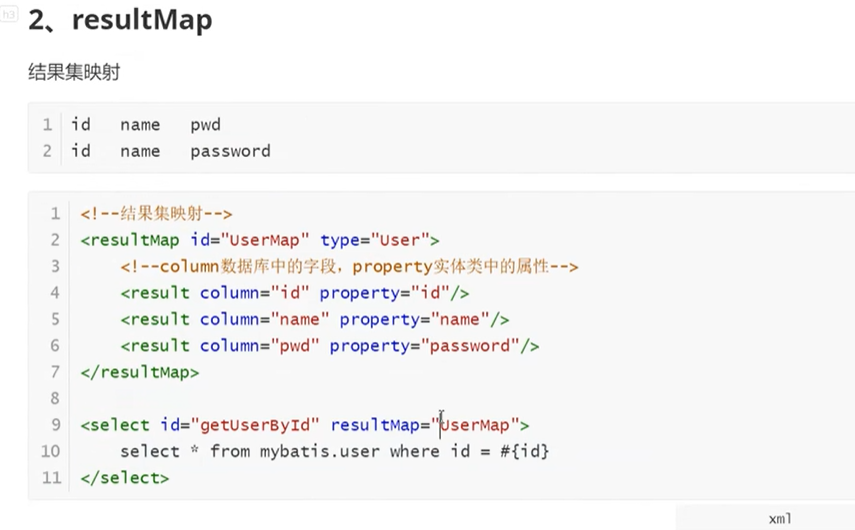 h3
2、resultMap
结果集映射
1 id name pwd
2 id name password
1 <!--结果集映射-->
2 <resultMap id="UserMap" type="User">
3 <!--column数据库中的字段，property实体类中的属性-->
4 <result column="id" property="id"/>
5 <result column="name" property="name"/>
6 <result column="pwd" property="password"/>
7 </resultMap>
8
9 <select id="getUserById" resultMap="UserMap">
10 select * from mybatis.user where id = #{id}
11 </select>
xml